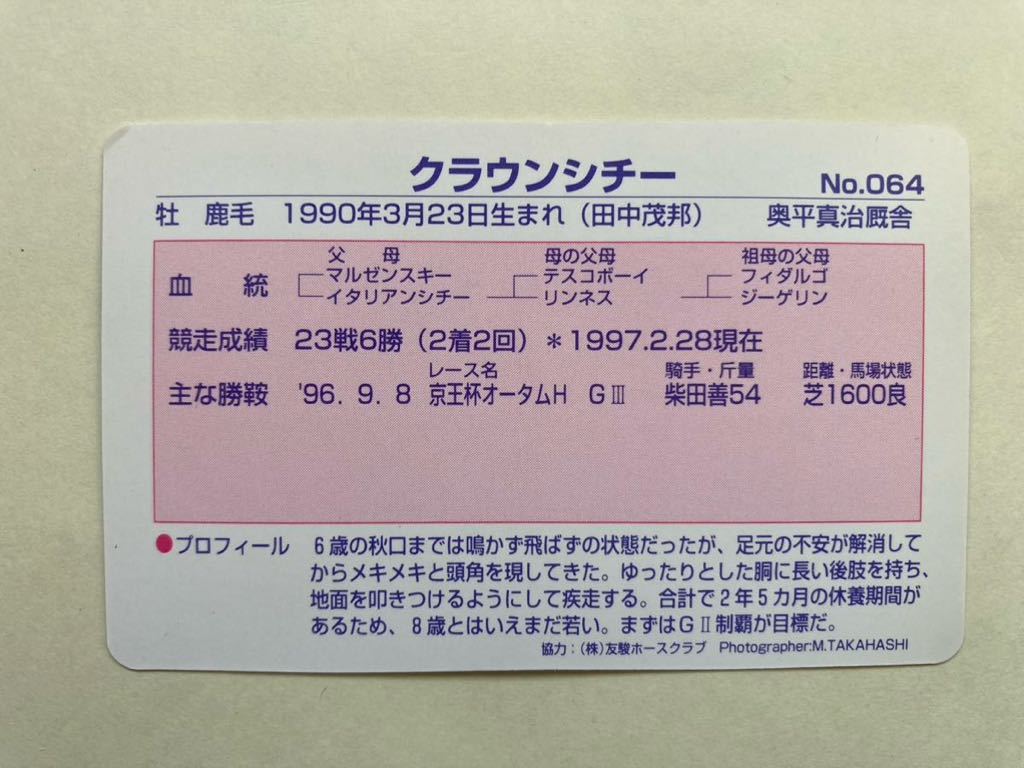 クラウンシチー
No.064
牡 鹿毛 1990年3月23日生まれ（田中茂邦） 奥平真治厩舎
父 母 母の父母 祖母の父母
マルゼンスキー テスコボーイ フィダルゴ
血 統
イタリアンシチー リンネス ジーゲリン
競走成績 23戦6勝（2着2回）＊1997.2.28現在
レース名 騎手・斤量 距離・馬場状態
主な勝鞍 '96. 9. 8 京王杯オータムH GⅢ 柴田善54 芝1600良
●プロフィール 6歳の秋口までは鳴かず飛ばずの状態だったが、足元の不安が解消して
からメキメキと頭角を現してきた。ゆったりとした胴に長い後肢を持ち、
地面を叩きつけるようにして疾走する。合計で2年5カ月の休養期間が
あるため、8歳とはいえまだ若い。まずはGⅡ制覇が目標だ。
協力：（株）友駿ホースクラブ Photographer:M.TAKAHASHI